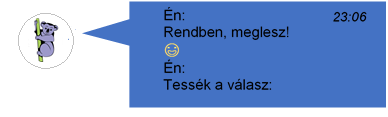 Én:
23:06
Rendben, meglesz!
😆
Én:
Tessék a válasz: